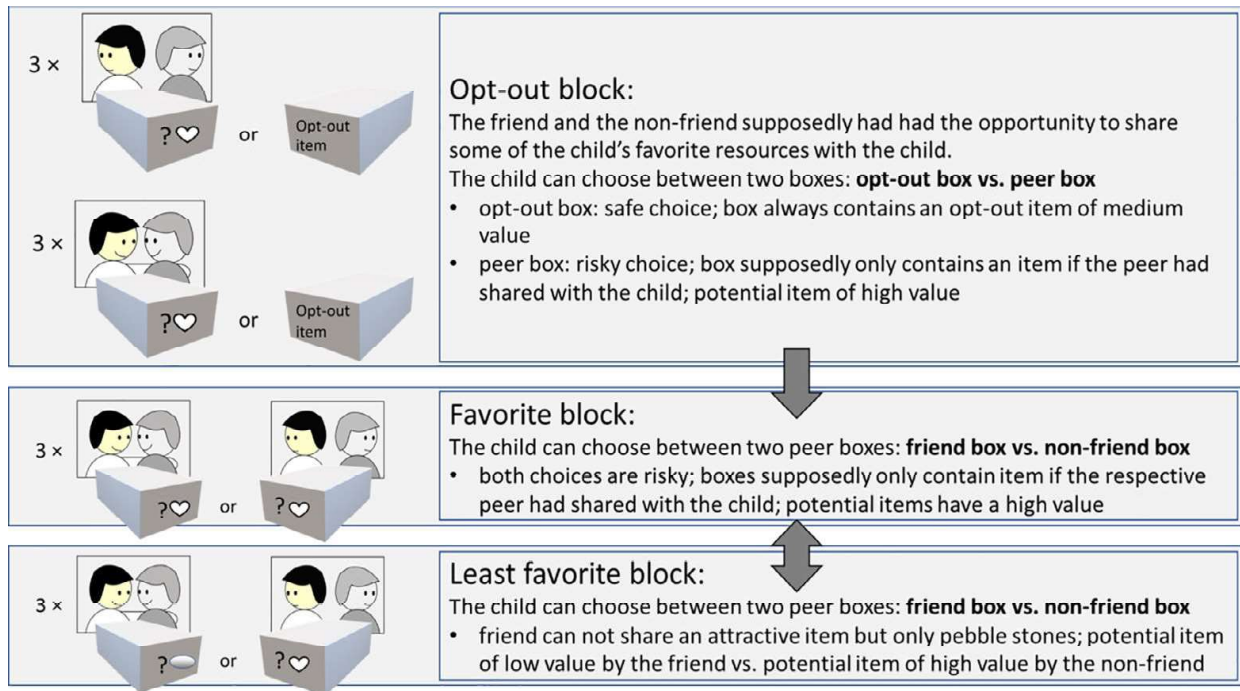 3 ×
? ♡
or
Opt-out
item
3 ×
? ♡
or
Opt-out
item
Opt-out block:
The friend and the non-friend supposedly had had the opportunity to share
some of the child's favorite resources with the child.
The child can choose between two boxes: opt-out box vs. peer box
• opt-out box: safe choice; box always contains an opt-out item of medium
value
• peer box: risky choice; box supposedly only contains an item if the peer had
shared with the child; potential item of high value
3 ×
? ♡
or
? ♡
Favorite block:
The child can choose between two peer boxes: friend box vs. non-friend box
• both choices are risky; boxes supposedly only contain item if the respective
peer had shared with the child; potential items have a high value
3 ×
?
or
? ♡
Least favorite block:
The child can choose between two peer boxes: friend box vs. non-friend box
• friend can not share an attractive item but only pebble stones; potential item
of low value by the friend vs. potential item of high value by the non-friend